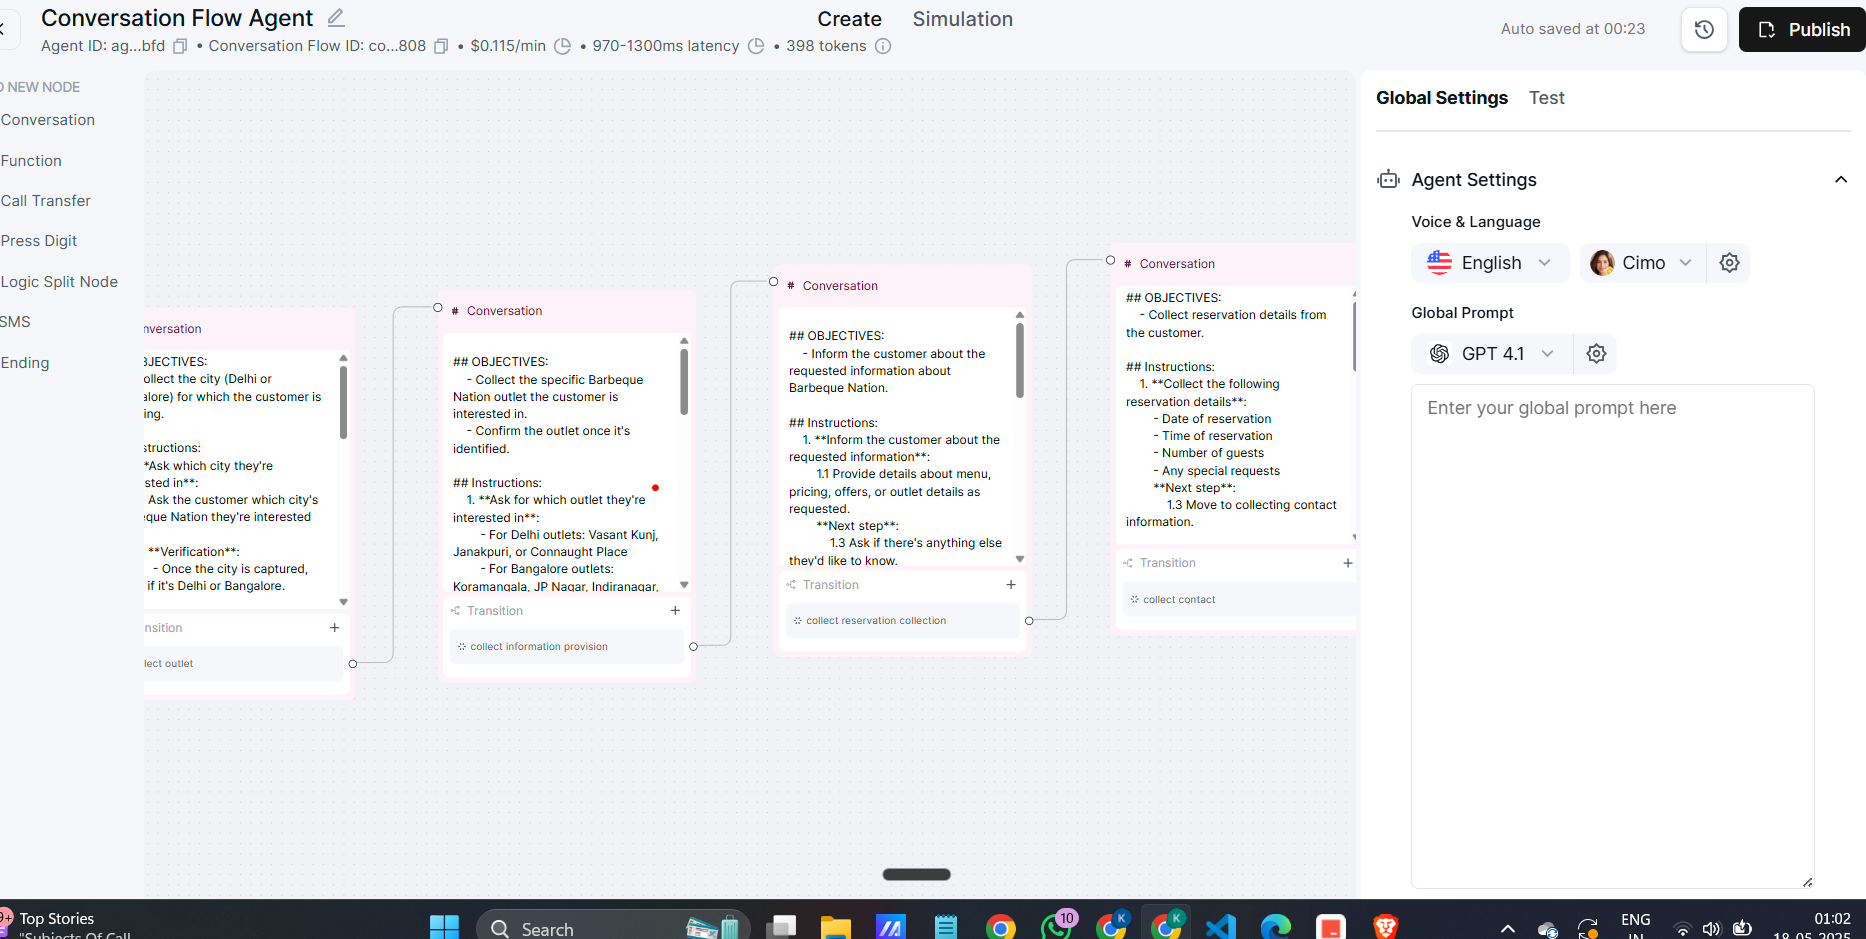 Conversation Flow Agent
Create
Simulation
Auto saved at 00:23
Publish
Agent ID: ag...bfd • Conversation Flow ID: co...808 • $0.115/min • 970-1300ms latency • 398 tokens
NEW NODE
Conversation
Function
Call Transfer
Press Digit
Logic Split Node
SMS
Ending
nversation
BJECTIVES:
ollect the city (Delhi or
alore) for which the customer is
ing.
structions:
*Ask which city they're
sted in**:
Ask the customer which city's
que Nation they're interested
**Verification**:
- Once the city is captured,
if it's Delhi or Bangalore.
nsition
+
lect outlet
# Conversation
## OBJECTIVES:
- Collect the specific Barbeque
Nation outlet the customer is
interested in.
- Confirm the outlet once it's
identified.
## Instructions:
1. **Ask for which outlet they're
interested in**:
- For Delhi outlets: Vasant Kunj,
Janakpuri, or Connaught Place
- For Bangalore outlets:
Koramangala, JP Nagar, Indiranagar,
Transition
+
collect information provision
# Conversation
## OBJECTIVES:
- Inform the customer about the
requested information about
Barbeque Nation.
## Instructions:
1. **Inform the customer about the
requested information**:
1.1 Provide details about menu,
pricing, offers, or outlet details as
requested.
**Next step**:
1.3 Ask if there's anything else
they'd like to know.
Transition
+
collect reservation collection
# Conversation
## OBJECTIVES:
- Collect reservation details from
the customer.
## Instructions:
1. **Collect the following
reservation details**:
- Date of reservation
- Time of reservation
- Number of guests
- Any special requests
**Next step**:
1.3 Move to collecting contact
information.
Transition
+
collect contact
Global Settings
Test
Agent Settings
Voice & Language
English
Cimo
Global Prompt
GPT 4.1
Enter your global prompt here
9+
Top Stories
"Subjects Of Call
Search
10
K
K
ENG
IN
01:02
18-05-2025